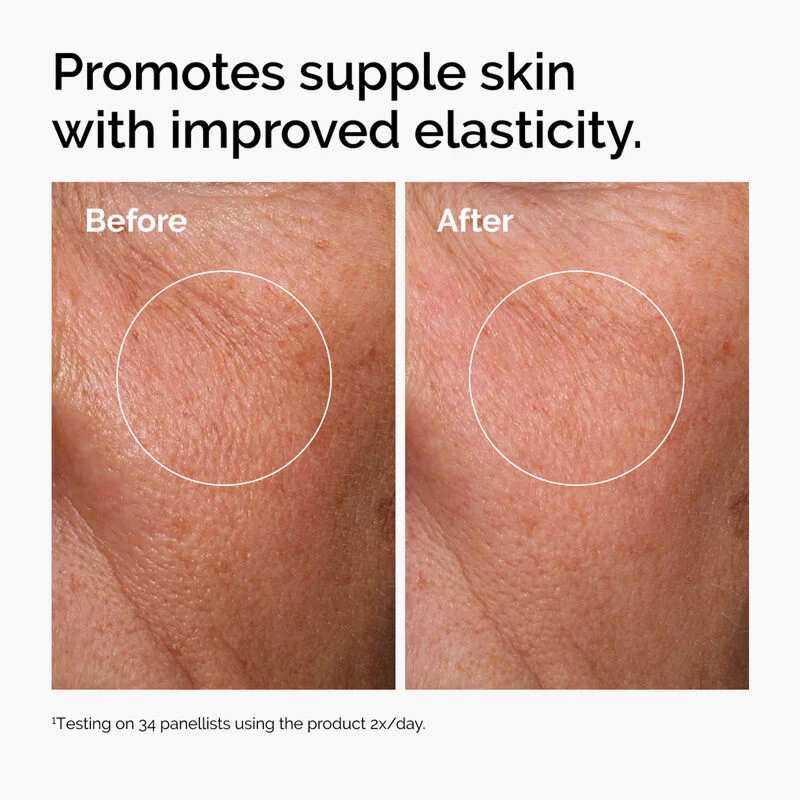 Promotes supple skin
with improved elasticity.
Before
After
¹Testing on 34 panellists using the product 2x/day.